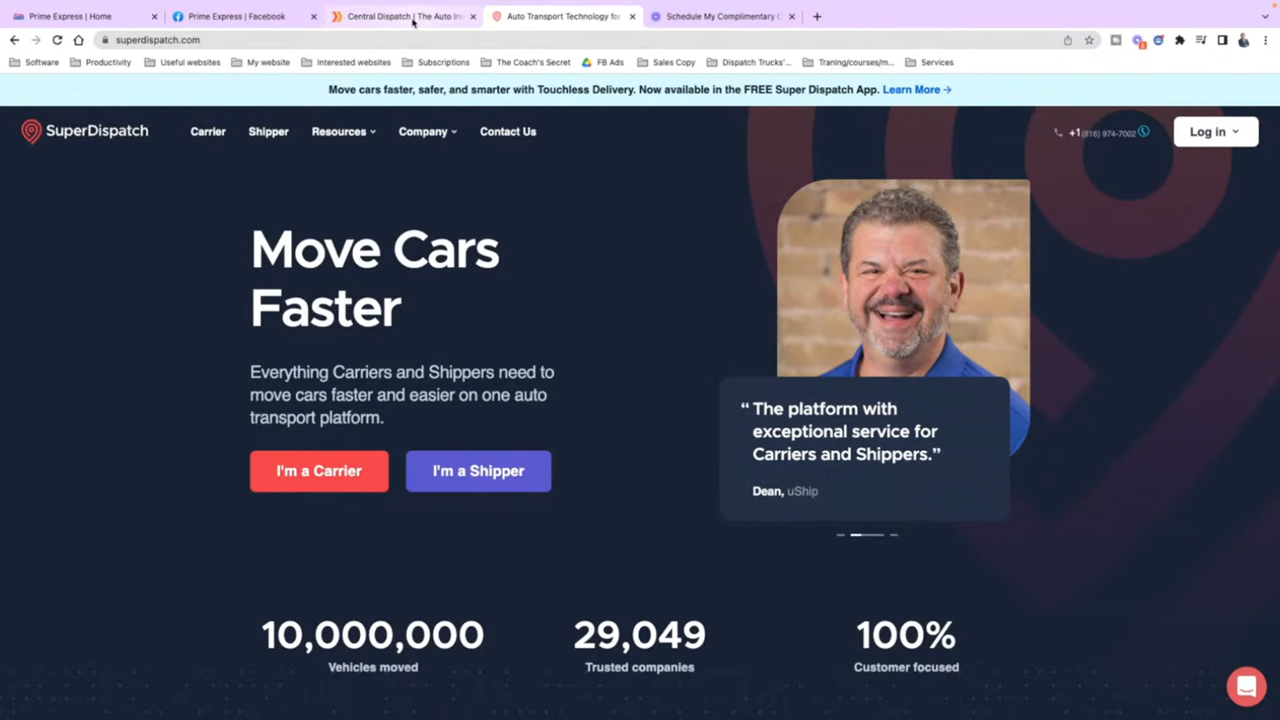 Prime Express | Home
Prime Express | Facebook
Central Dispatch | The Auto In
Auto Transport Technology for
Schedule My Complimentary C
superdispatch.com
Software
Productivity
Useful websites
My website
Interested websites
Subscriptions
The Coach's Secret
FB Ads
Sales Copy
Dispatch Trucks'...
Traning/courses/m...
Services
Move cars faster, safer, and smarter with Touchless Delivery. Now available in the FREE Super Dispatch App. Learn More →
SuperDispatch
Carrier
Shipper
Resources
Company
Contact Us
+1(816) 974-7002
Log in
Move Cars
Faster
Everything Carriers and Shippers need to
move cars faster and easier on one auto
transport platform.
I'm a Carrier
I'm a Shipper
“ The platform with
exceptional service for
Carriers and Shippers.”
Dean, uShip
10,000,000
Vehicles moved
29,049
Trusted companies
100%
Customer focused